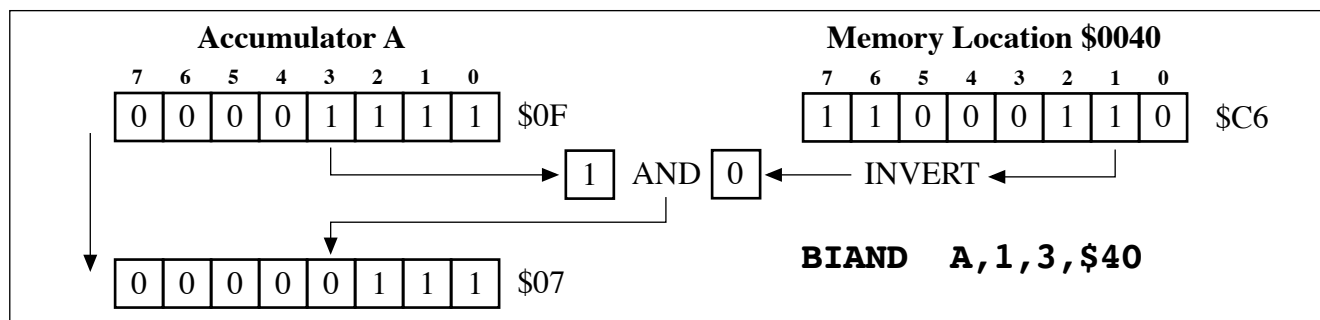 Accumulator A Memory Location $0040
7 6 5 4 3 2 1 0 7 6 5 4 3 2 1 0
0 0 0 0 1 1 1 1 $0F 1 1 0 0 0 1 1 0 $C6
1 AND 0 INVERT
BIAND A,1,3,$40
0 0 0 0 0 1 1 1 $07